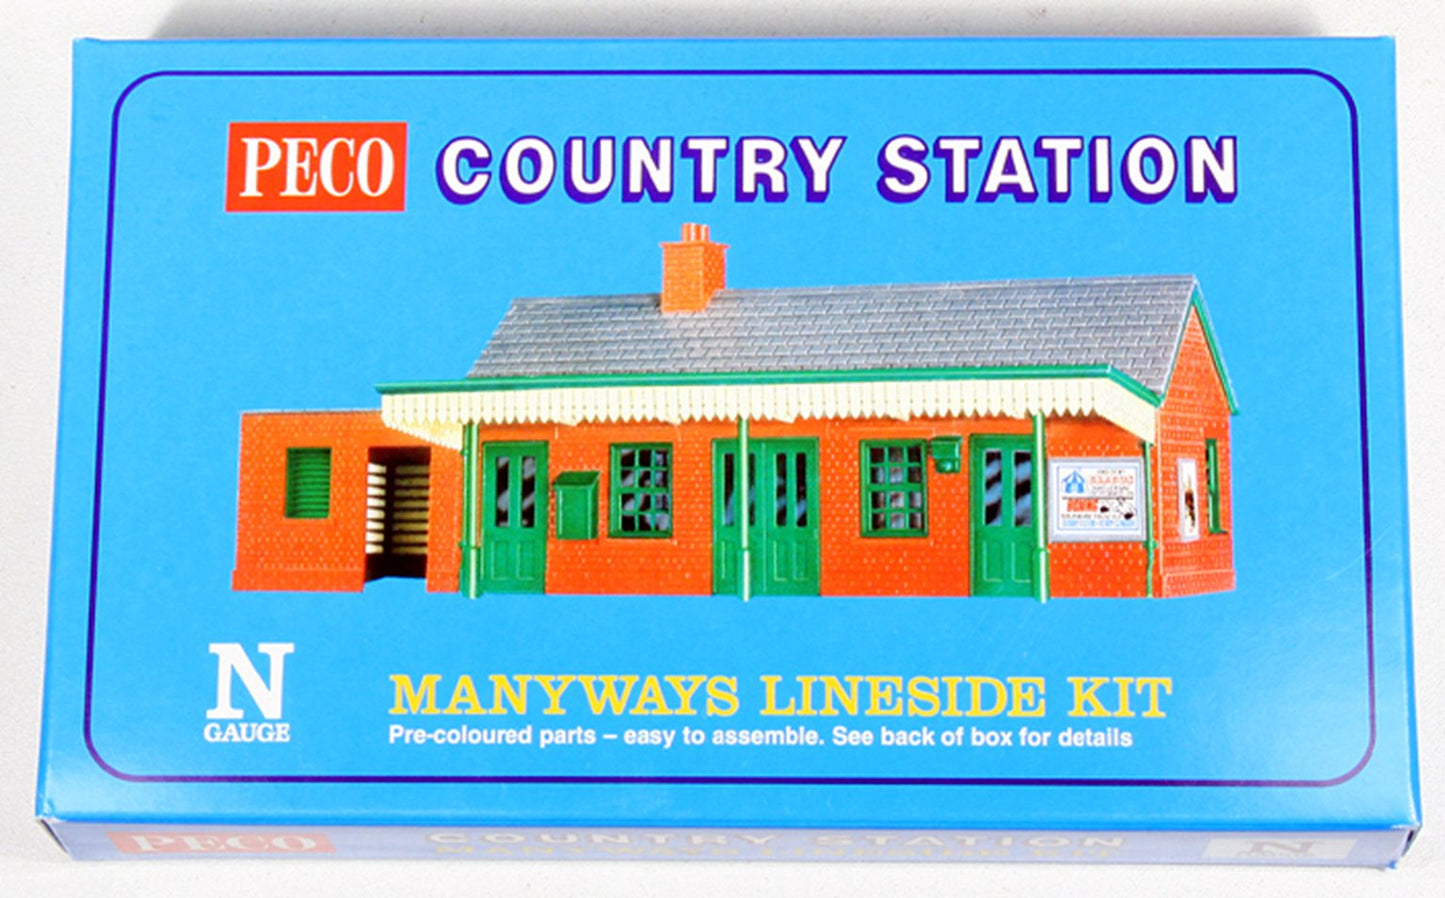 PECO COUNTRY STATION
N
GAUGE
MANYWAYS LINESIDE KIT
Pre-coloured parts – easy to assemble. See back of box for details
PECO COUNTRY STATION N
MANYWAYS LINESIDE KIT